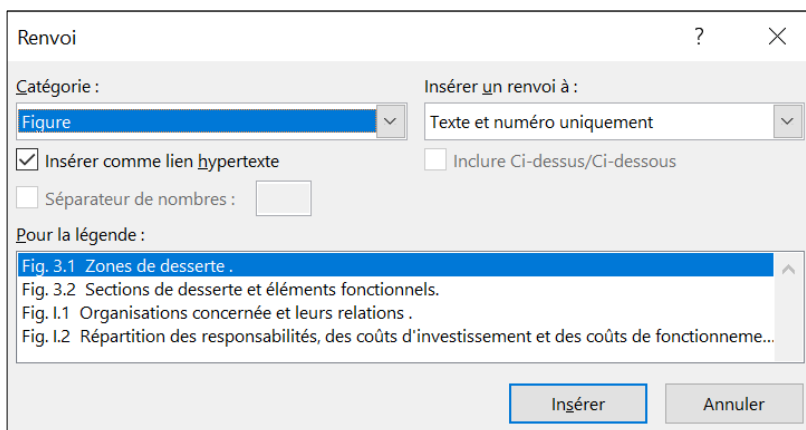 Renvoi ?
Catégorie : Insérer un renvoi à :
Figure Texte et numéro uniquement
Insérer comme lien hypertexte Inclure Ci-dessus/Ci-dessous
Séparateur de nombres :
Pour la légende :
Fig. 3.1 Zones de desserte .
Fig. 3.2 Sections de desserte et éléments fonctionnels.
Fig. I.1 Organisations concernée et leurs relations .
Fig. I.2 Répartition des responsabilités, des coûts d'investissement et des coûts de fonctionneme...
Insérer Annuler